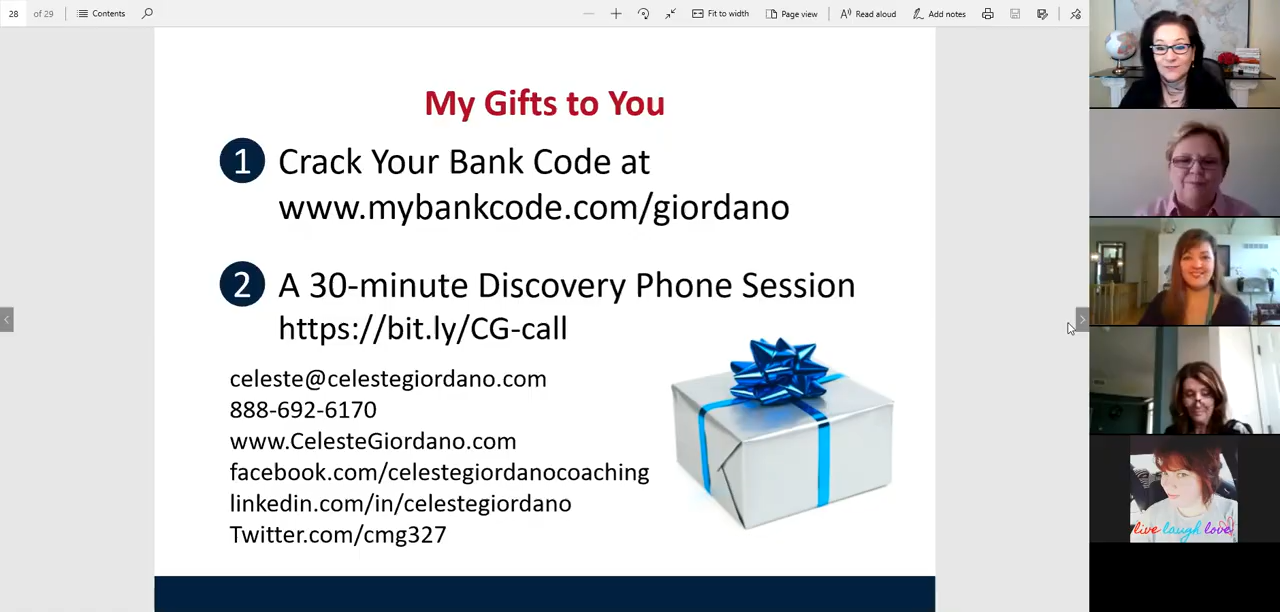 28 of 29 Contents Fit to width Page view Read aloud Add notes
My Gifts to You
1 Crack Your Bank Code at
www.mybankcode.com/giordano
2 A 30-minute Discovery Phone Session
https://bit.ly/CG-call
celeste@celestegiordano.com
888-692-6170
www.CelesteGiordano.com
facebook.com/celestegiordanocoaching
linkedin.com/in/celestegiordano
Twitter.com/cmg327
live laugh love